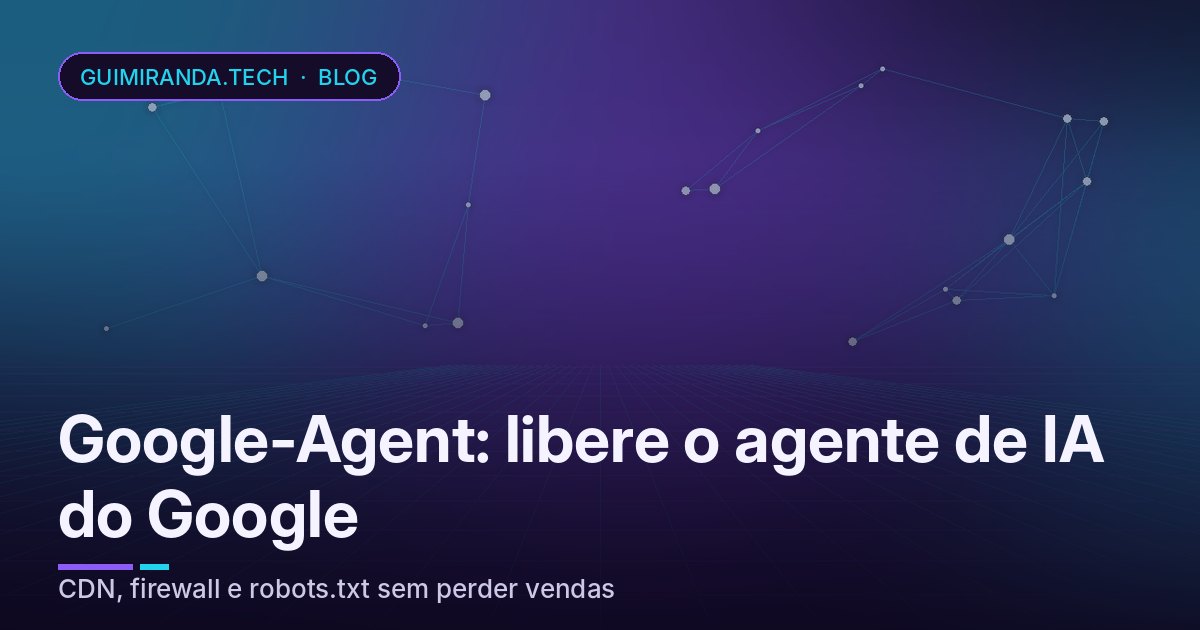 GUIMIRANDA.TECH · BLOG
Google-Agent: libere o agente de IA
do Google
CDN, firewall e robots.txt sem perder vendas